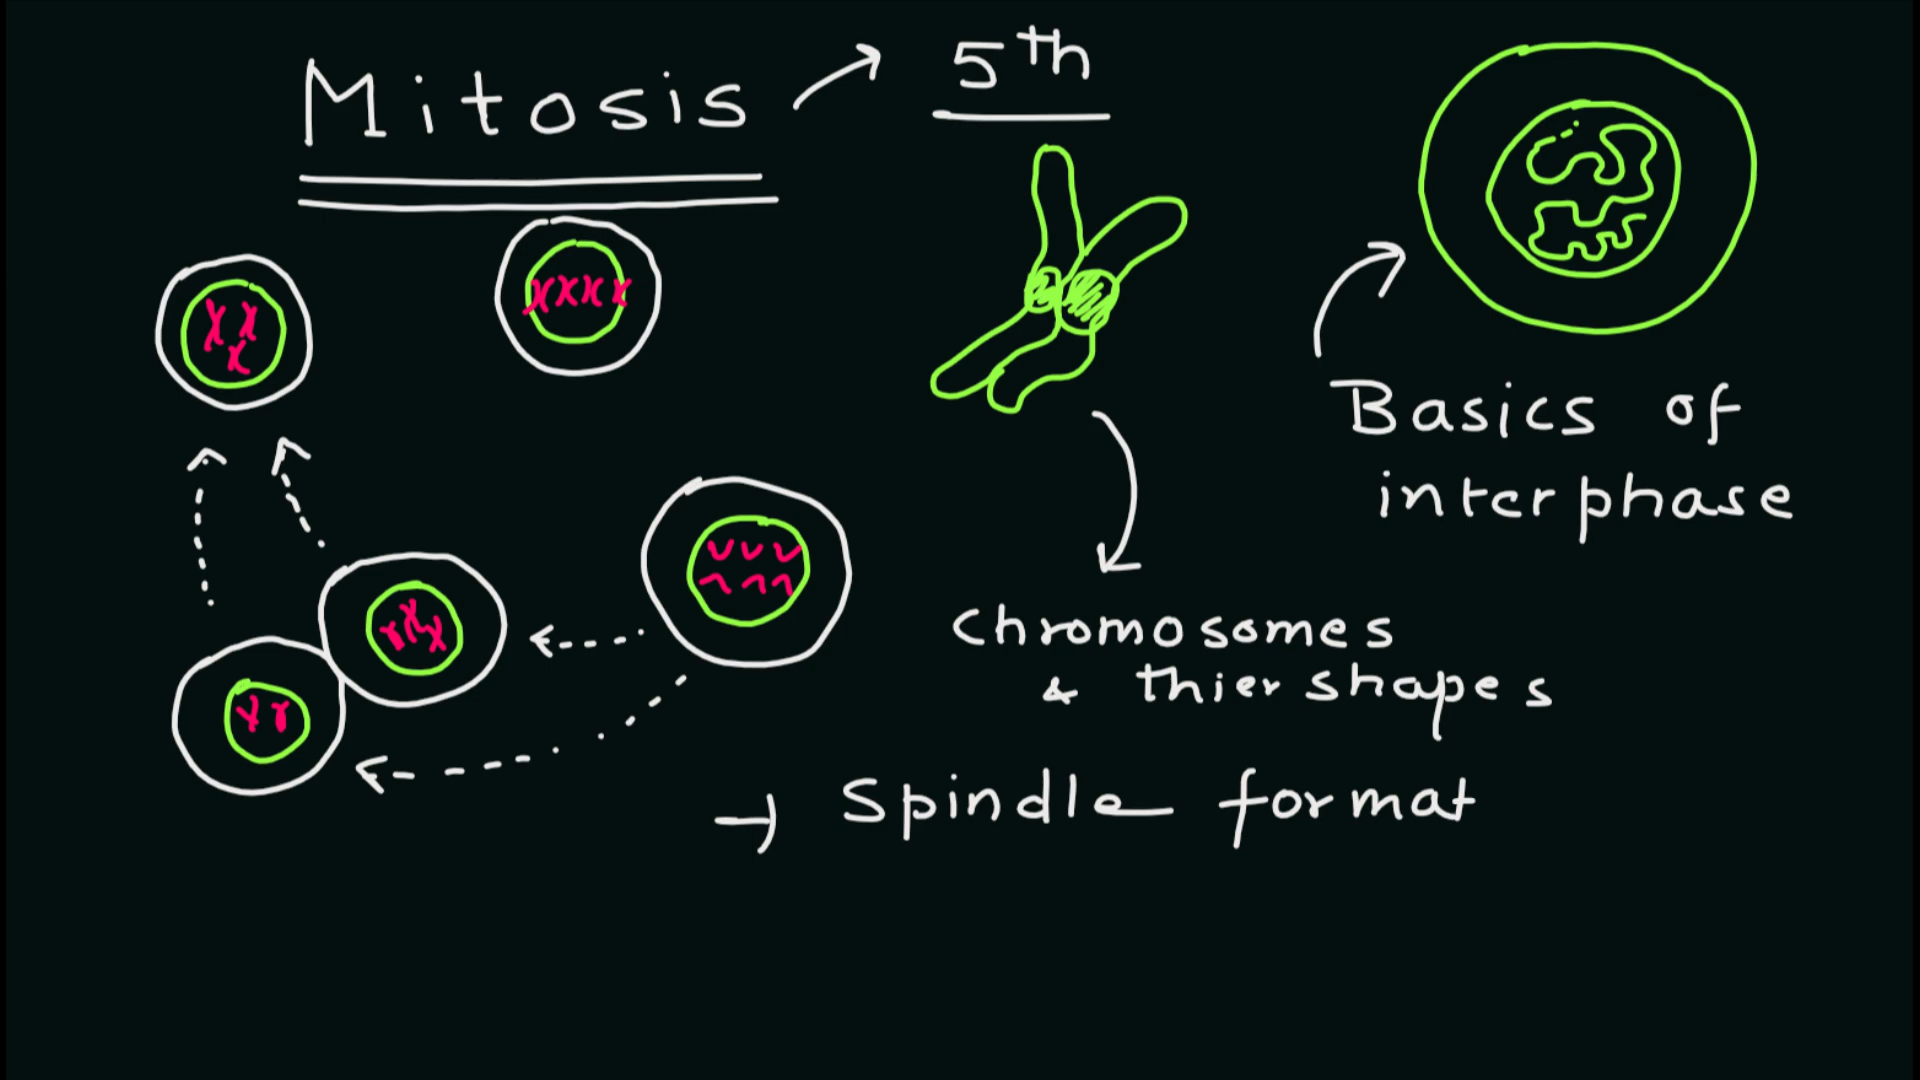 Mitosis → 5th
Basics of
interphase
Chromosomes
& thier shapes
→ Spindle format